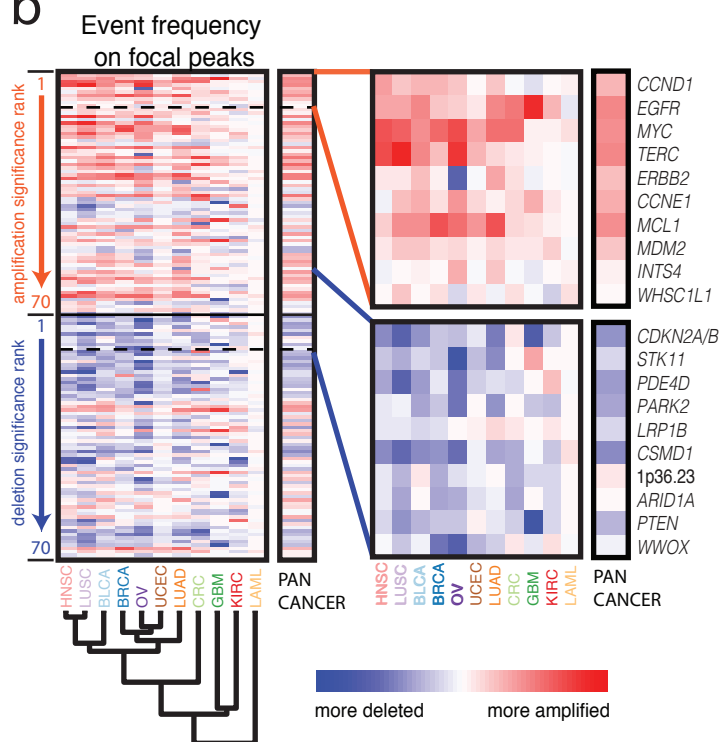 b
Event frequency
on focal peaks
1
amplification significance rank
70
1
deletion significance rank
70
CCND1
EGFR
MYC
TERC
ERBB2
CCNE1
MCL1
MDM2
INTS4
WHSC1L1
CDKN2A/B
STK11
PDE4D
PARK2
LRP1B
CSMD1
1p36.23
ARID1A
PTEN
WWOX
HNSC
LUSC
BLCA
BRCA
OV
UCEC
LUAD
CRC
GBM
KIRC
LAML
PAN
CANCER
HNSC
LUSC
BLCA
BRCA
OV
UCEC
LUAD
CRC
GBM
KIRC
LAML
PAN
CANCER
more deleted more amplified